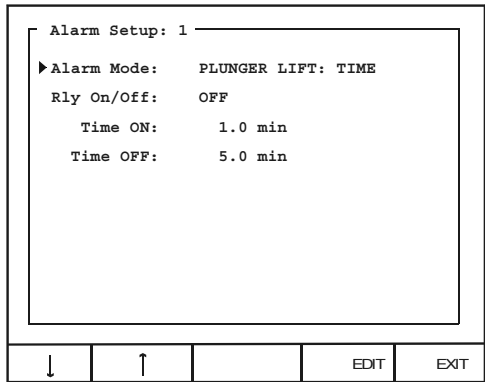 Alarm Setup: 1
Alarm Mode: PLUNGER LIFT: TIME
Rly On/Off: OFF
Time ON: 1.0 min
Time OFF: 5.0 min
↓ ↑ EDIT EXIT